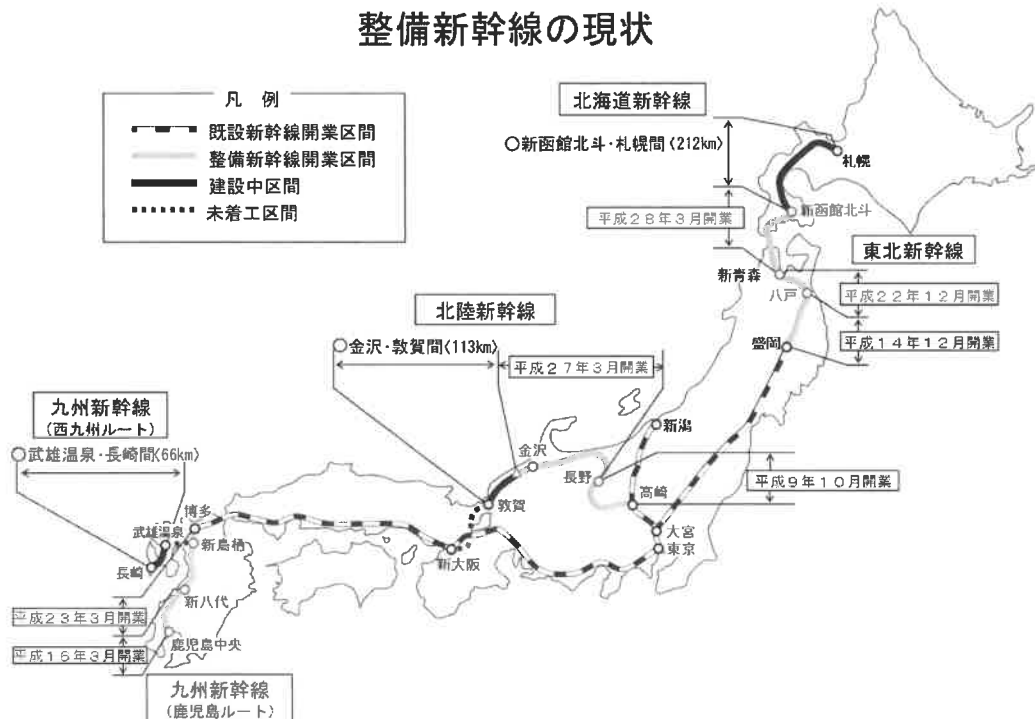 整備新幹線の現状
凡 例
既設新幹線開業区間
整備新幹線開業区間
建設中区間
未着工区間
北海道新幹線
○新函館北斗・札幌間(212km)
札幌
新函館北斗
平成28年3月開業
東北新幹線
新青森
八戸
平成22年12月開業
盛岡
平成14年12月開業
北陸新幹線
○金沢・敦賀間(113km)
平成27年3月開業
九州新幹線
(西九州ルート)
○武雄温泉・長崎間(66km)
新潟
金沢
長野
平成9年10月開業
高崎
敦賀
大宮
東京
博多
武雄温泉
新鳥栖
新大阪
長崎
新八代
平成23年3月開業
鹿児島中央
平成16年3月開業
九州新幹線
(鹿児島ルート)